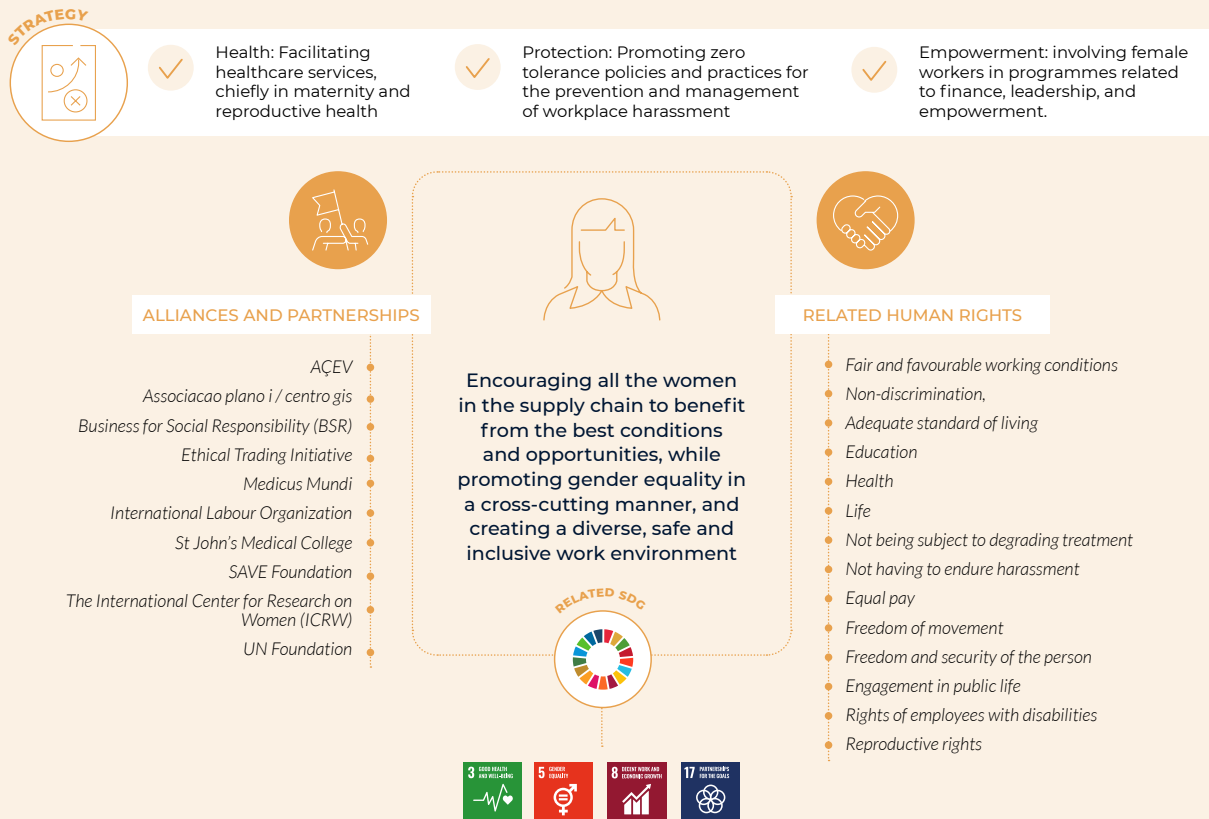 STRATEGY
Health: Facilitating
healthcare services,
chiefly in maternity and
reproductive health
Protection: Promoting zero
tolerance policies and practices for
the prevention and management
of workplace harassment
Empowerment: involving female
workers in programmes related
to finance, leadership, and
empowerment.
ALLIANCES AND PARTNERSHIPS
AÇEV
Associacao plano i / centro gis
Business for Social Responsibility (BSR)
Ethical Trading Initiative
Medicus Mundi
International Labour Organization
St John's Medical College
SAVE Foundation
The International Center for Research on
Women (ICRW)
UN Foundation
Encouraging all the women
in the supply chain to benefit
from the best conditions
and opportunities, while
promoting gender equality in
a cross-cutting manner, and
creating a diverse, safe and
inclusive work environment
RELATED HUMAN RIGHTS
Fair and favourable working conditions
Non-discrimination,
Adequate standard of living
Education
Health
Life
Not being subject to degrading treatment
Not having to endure harassment
Equal pay
Freedom of movement
Freedom and security of the person
Engagement in public life
Rights of employees with disabilities
Reproductive rights
RELATED SDG
3 GOOD HEALTH
AND WELL-BEING
5 GENDER
EQUALITY
8 DECENT WORK AND
ECONOMIC GROWTH
17 PARTNERSHIPS
FOR THE GOALS